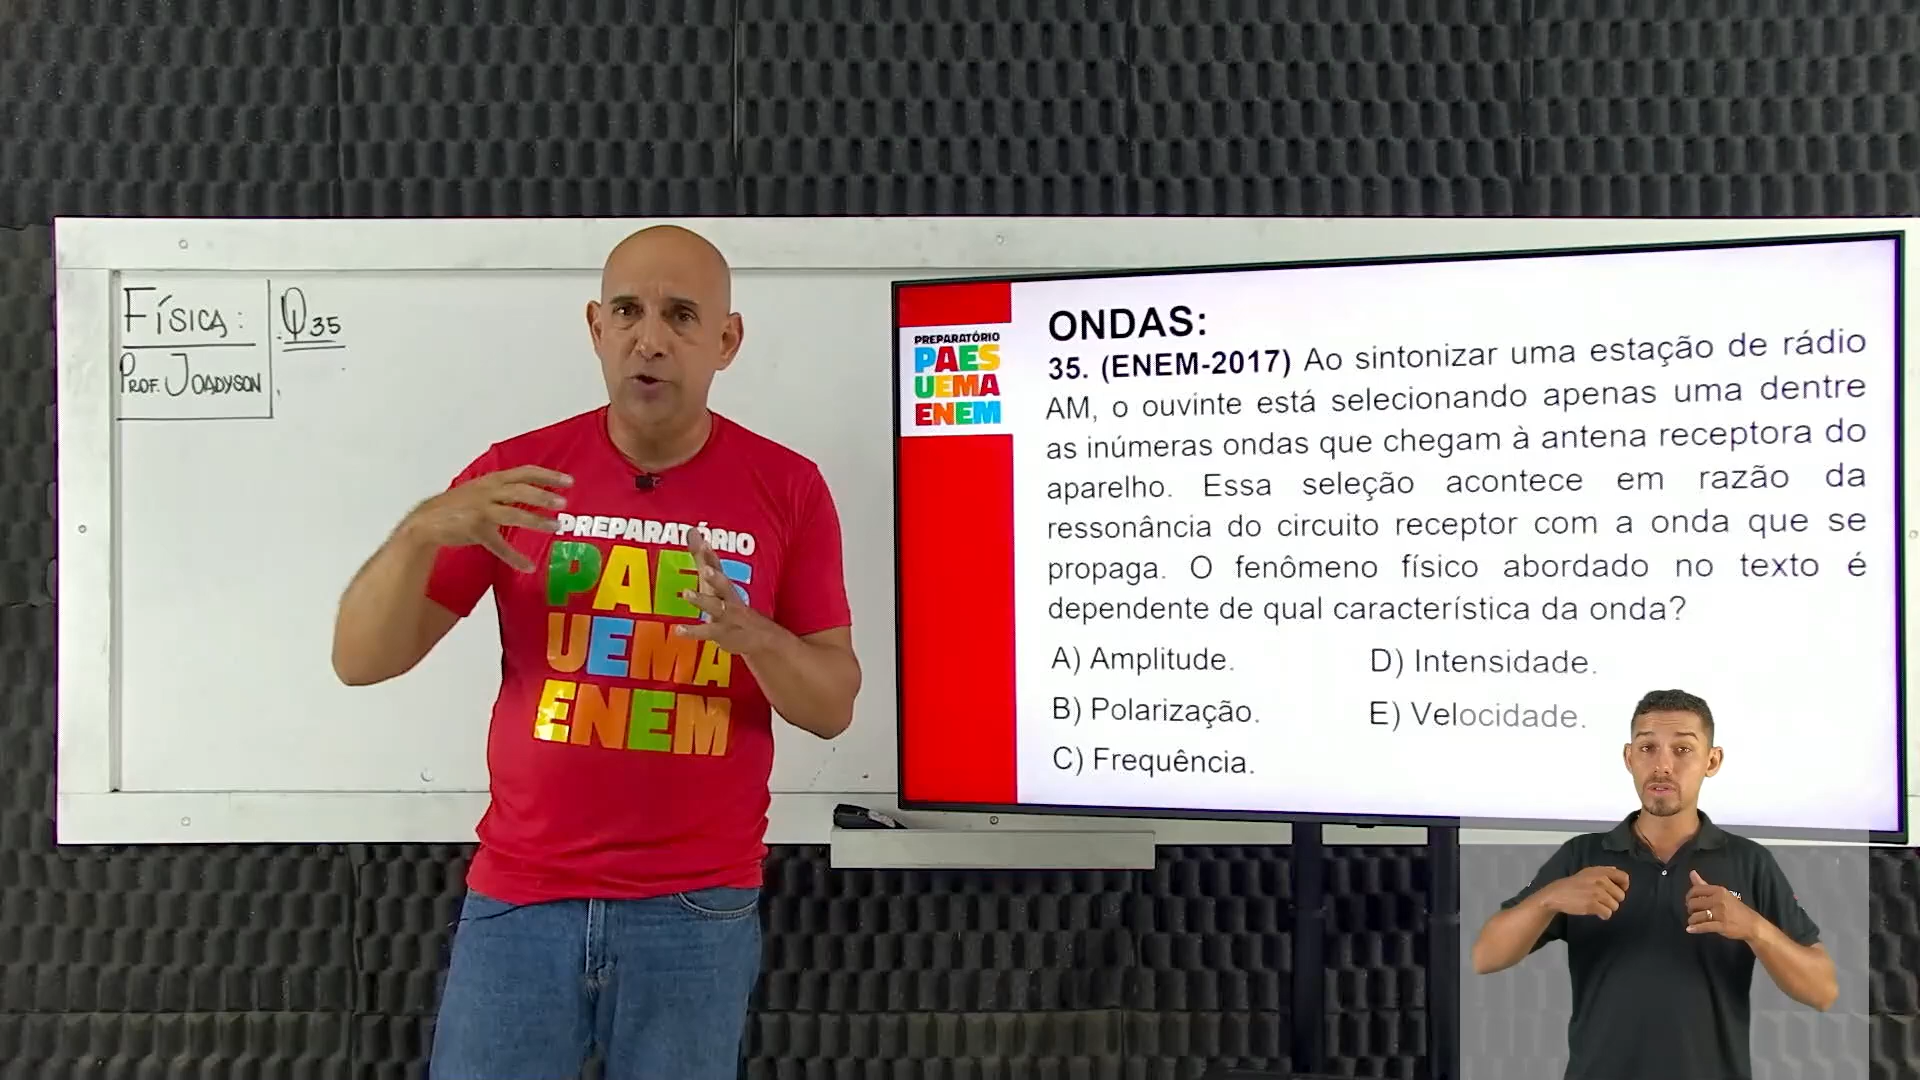 FÍSICA:
Q35
PROF. JOADYSON
PREPARATÓRIO
PAES
UEMA
ENEM
PREPARATÓRIO
PAES
UEMA
ENEM
ONDAS:
35. (ENEM-2017) Ao sintonizar uma estação de rádio
AM, o ouvinte está selecionando apenas uma dentre
as inúmeras ondas que chegam à antena receptora do
aparelho. Essa seleção acontece em razão da
ressonância do circuito receptor com a onda que se
propaga. O fenômeno físico abordado no texto é
dependente de qual característica da onda?
A) Amplitude.
B) Polarização.
C) Frequência.
D) Intensidade.
E) Velocidade.